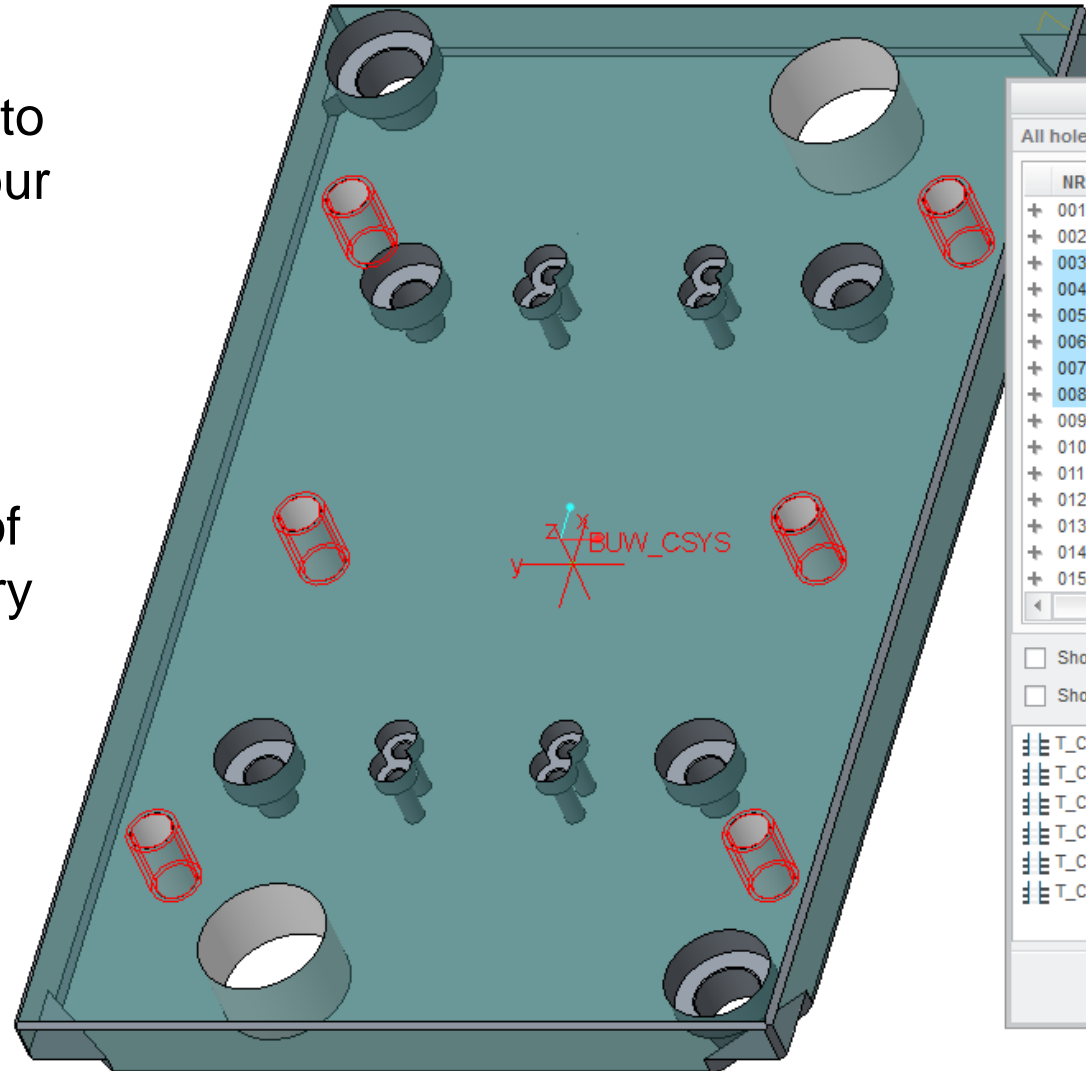 to
our
of
ry
z
x
BUW_CSYS
y
All hole
NR
001
002
003
004
005
006
007
008
009
010
011
012
013
014
015
Sho
Sho
T_C
T_C
T_C
T_C
T_C
T_C